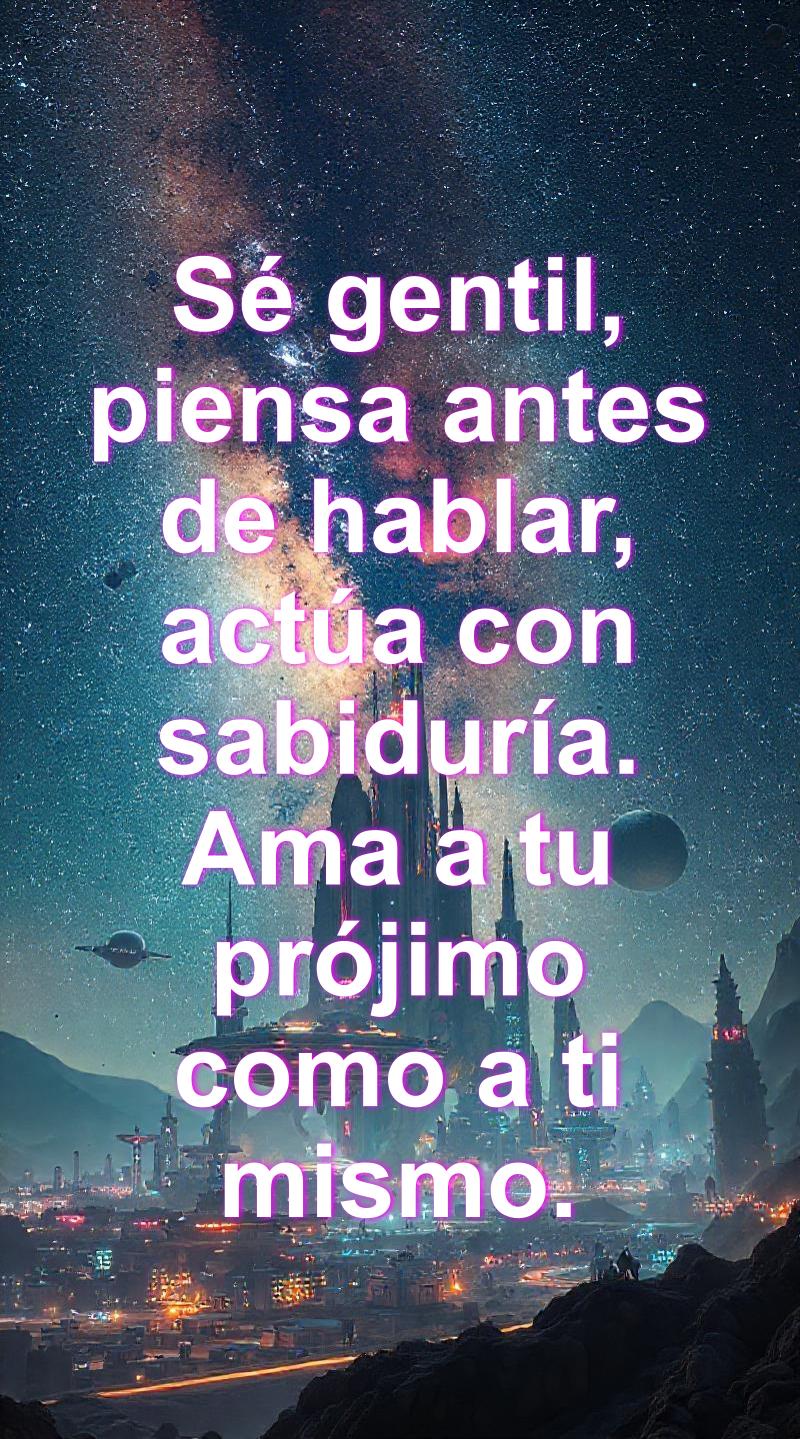 Sé gentil,
piensa antes
de hablar,
actúa con
sabiduría.
Ama a tu
prójimo
como a ti
mismo.